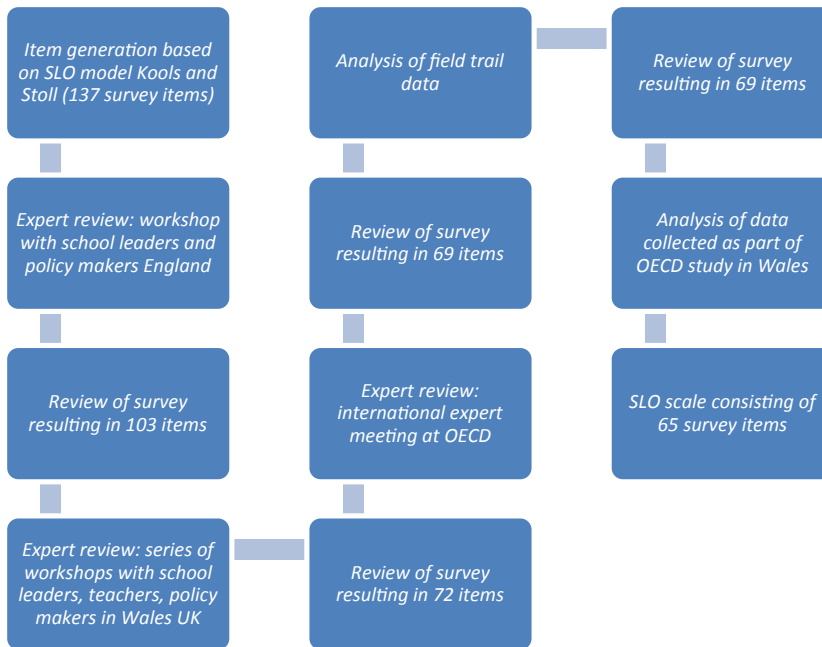 Item generation based
on SLO model Kools and
Stoll (137 survey items)
Expert review: workshop
with school leaders and
policy makers England
Review of survey
resulting in 103 items
Expert review: series of
workshops with school
leaders, teachers, policy
makers in Wales UK
Review of survey
resulting in 72 items
Expert review:
international expert
meeting at OECD
Review of survey
resulting in 69 items
Analysis of field trail
data
Review of survey
resulting in 69 items
Analysis of data
collected as part of
OECD study in Wales
SLO scale consisting of
65 survey items